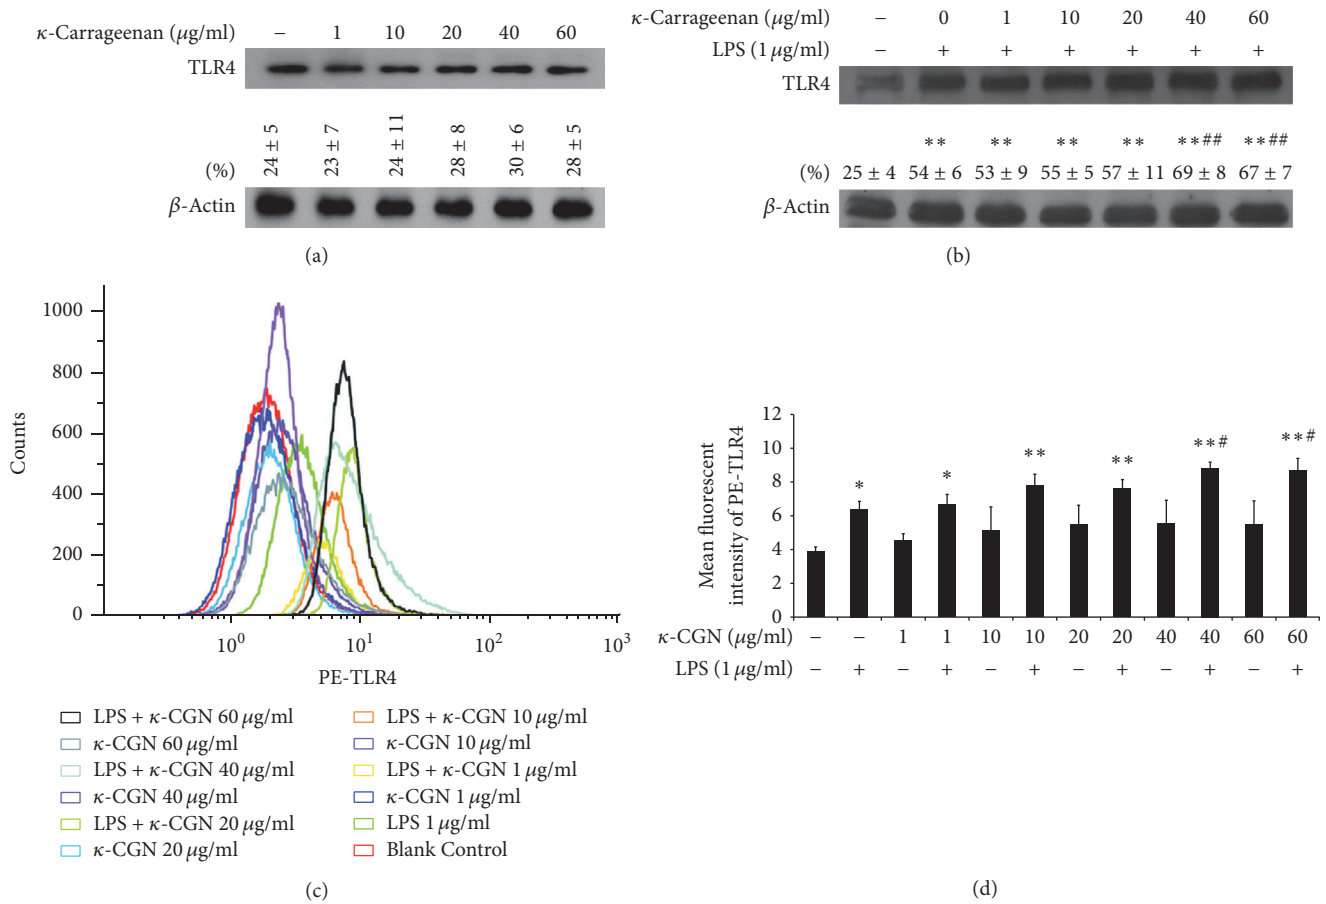 κ-Carrageenan (μg/ml) − 1 10 20 40 60
TLR4
(%) 24 ± 5 23 ± 7 24 ± 11 28 ± 8 30 ± 6 28 ± 5
β-Actin
(a)
κ-Carrageenan (μg/ml) − 0 1 10 20 40 60
LPS (1 μg/ml) − + + + + + +
TLR4
** ** ** ** **## **##
(%) 25 ± 4 54 ± 6 53 ± 9 55 ± 5 57 ± 11 69 ± 8 67 ± 7
β-Actin
(b)
Counts
1000
800
600
400
200
0
10⁰ 10¹ 10² 10³
PE-TLR4
LPS + κ-CGN 60 μg/ml
κ-CGN 60 μg/ml
LPS + κ-CGN 40 μg/ml
κ-CGN 40 μg/ml
LPS + κ-CGN 20 μg/ml
κ-CGN 20 μg/ml
LPS + κ-CGN 10 μg/ml
κ-CGN 10 μg/ml
LPS + κ-CGN 1 μg/ml
κ-CGN 1 μg/ml
LPS 1 μg/ml
Blank Control
(c)
Mean fluorescent
intensity of PE-TLR4
12
10
8
6
4
2
0
* * ** ** **# **#
κ-CGN (μg/ml) − − 1 1 10 10 20 20 40 40 60 60
LPS (1 μg/ml) − + − + − + − + − + − +
(d)